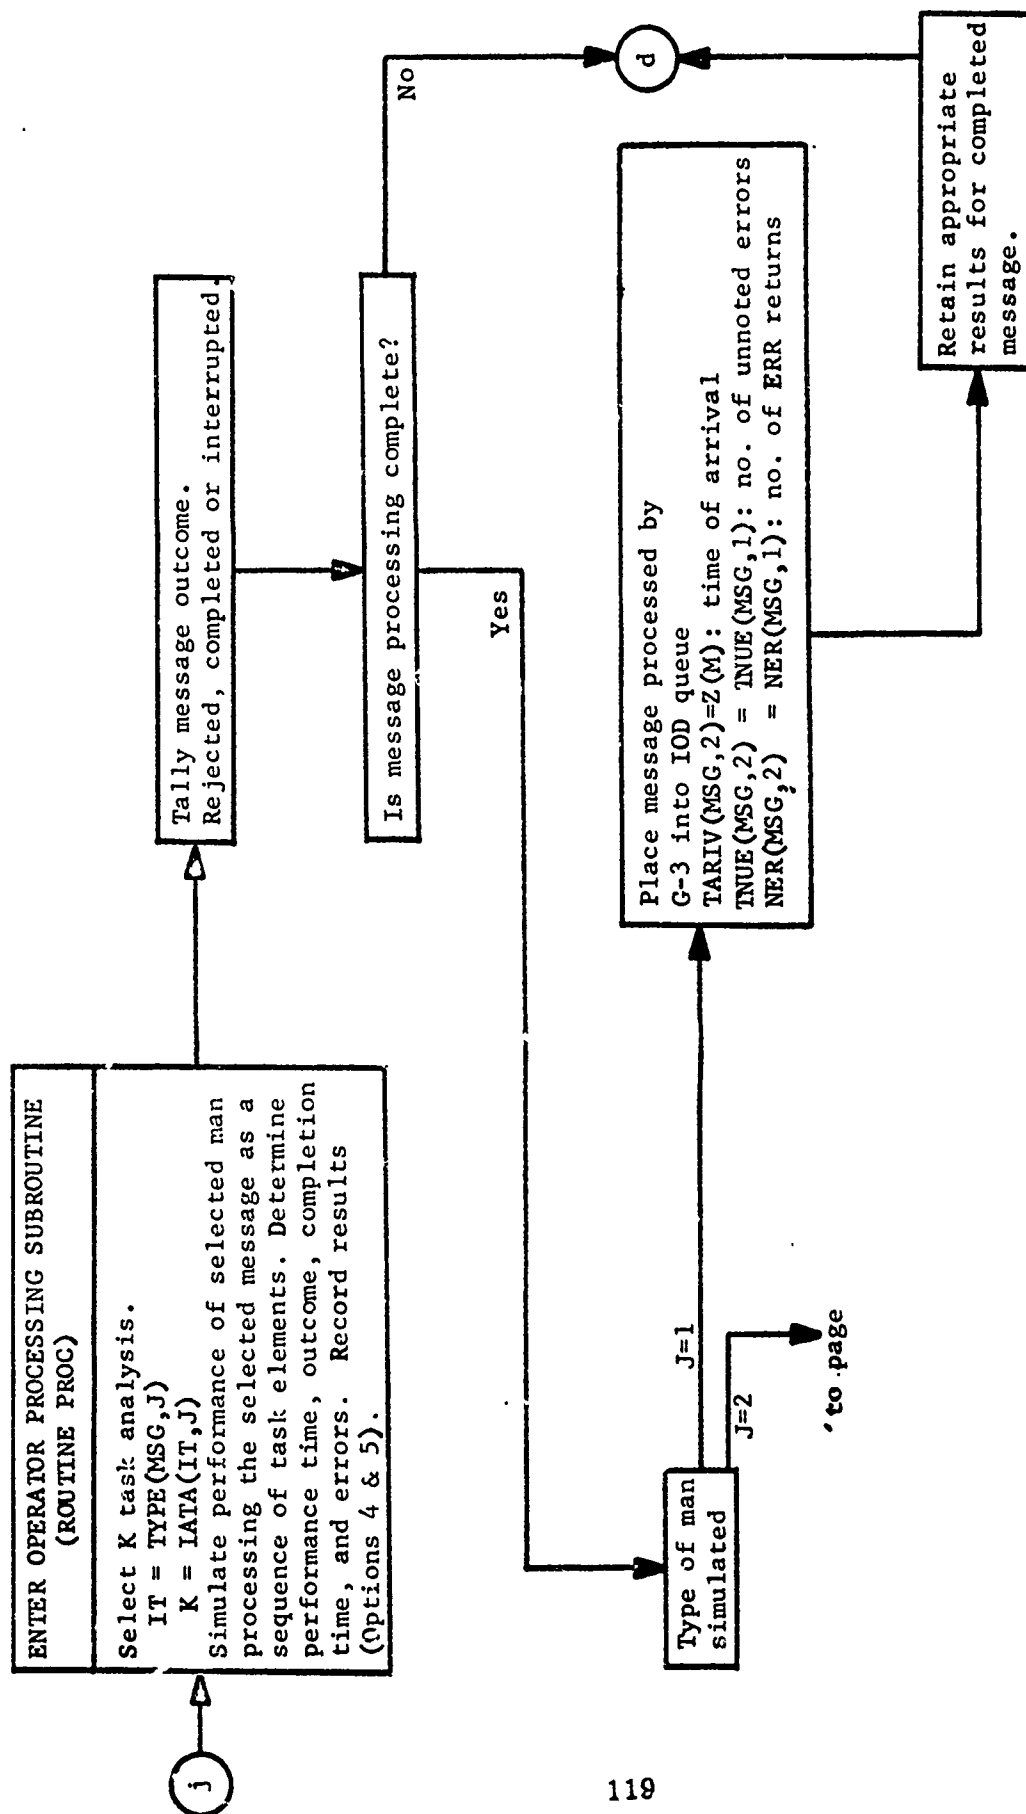 j
ENTER OPERATOR PROCESSING SUBROUTINE
(ROUTINE PROC)
Select K task analysis.
IT = TYPE(MSG,J)
K = IATA(IT,J)
Simulate performance of selected man
processing the selected message as a
sequence of task elements. Determine
performance time, outcome, completion
time, and errors. Record results
(Options 4 & 5).
Tally message outcome.
Rejected, completed or interrupted.
Is message processing complete?
No
Yes
d
Type of man
simulated
J=1
J=2
to page
Place message processed by
G-3 into IOD queue
TARIV(MSG,2)=Z(M): time of arrival
TNUE(MSG,2) = TNUE(MSG,1): no. of unnoted errors
NER(MSG,2) = NER(MSG,1): no. of ERR returns
Retain appropriate
results for completed
message.
119